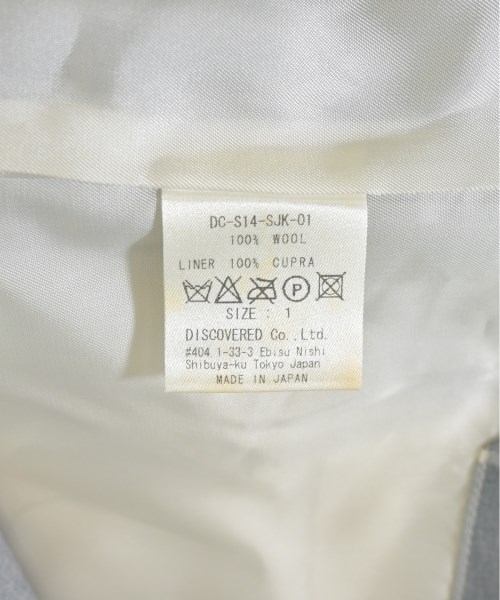 DC-S14-SJK-01
100% WOOL
LINER 100% CUPRA
P
SIZE : 1
DISCOVERED Co.,Ltd.
#404 1-33-3 Ebisu Nishi
Shibuya-ku Tokyo Japan
MADE IN JAPAN